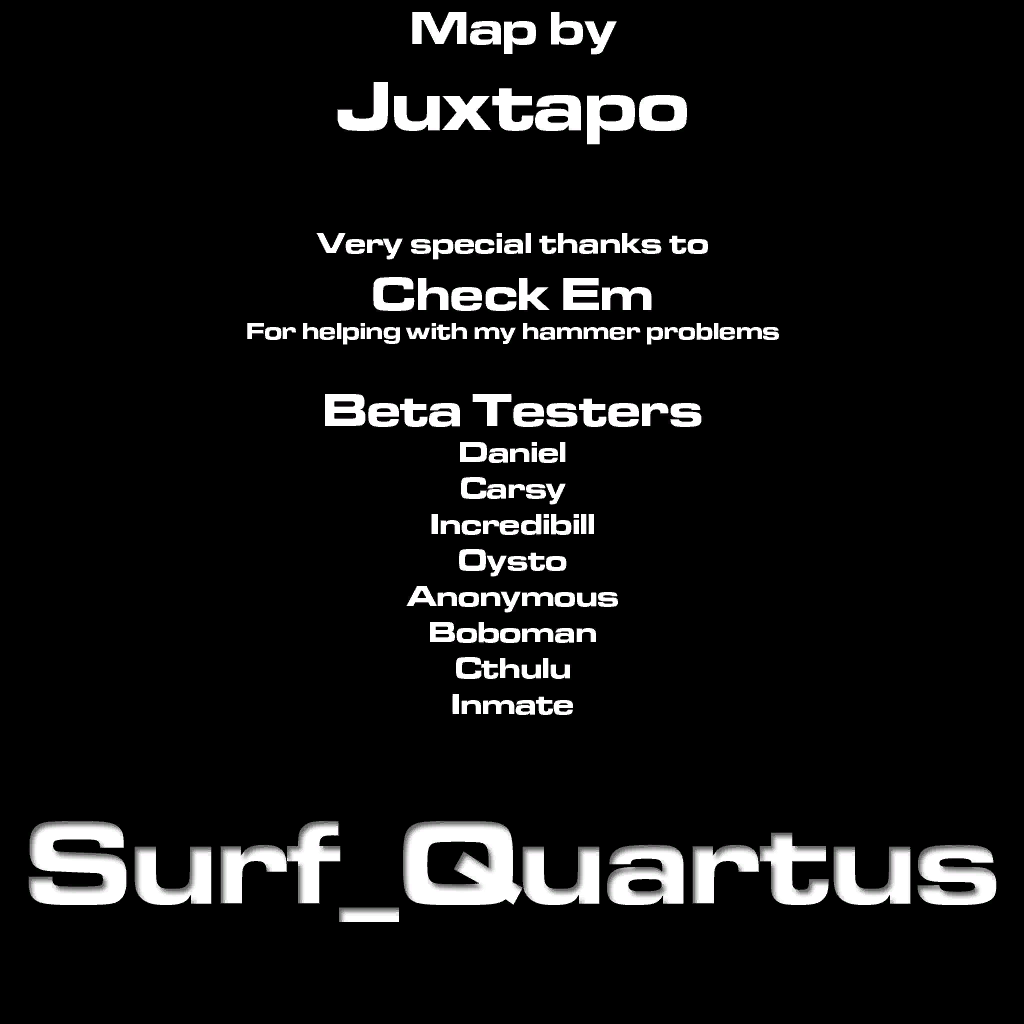 Map by
Juxtapo
Very special thanks to
Check Em
For helping with my hammer problems
Beta Testers
Daniel
Carsy
Incredibill
Oysto
Anonymous
Boboman
Cthulu
Inmate
Surf_Quartus